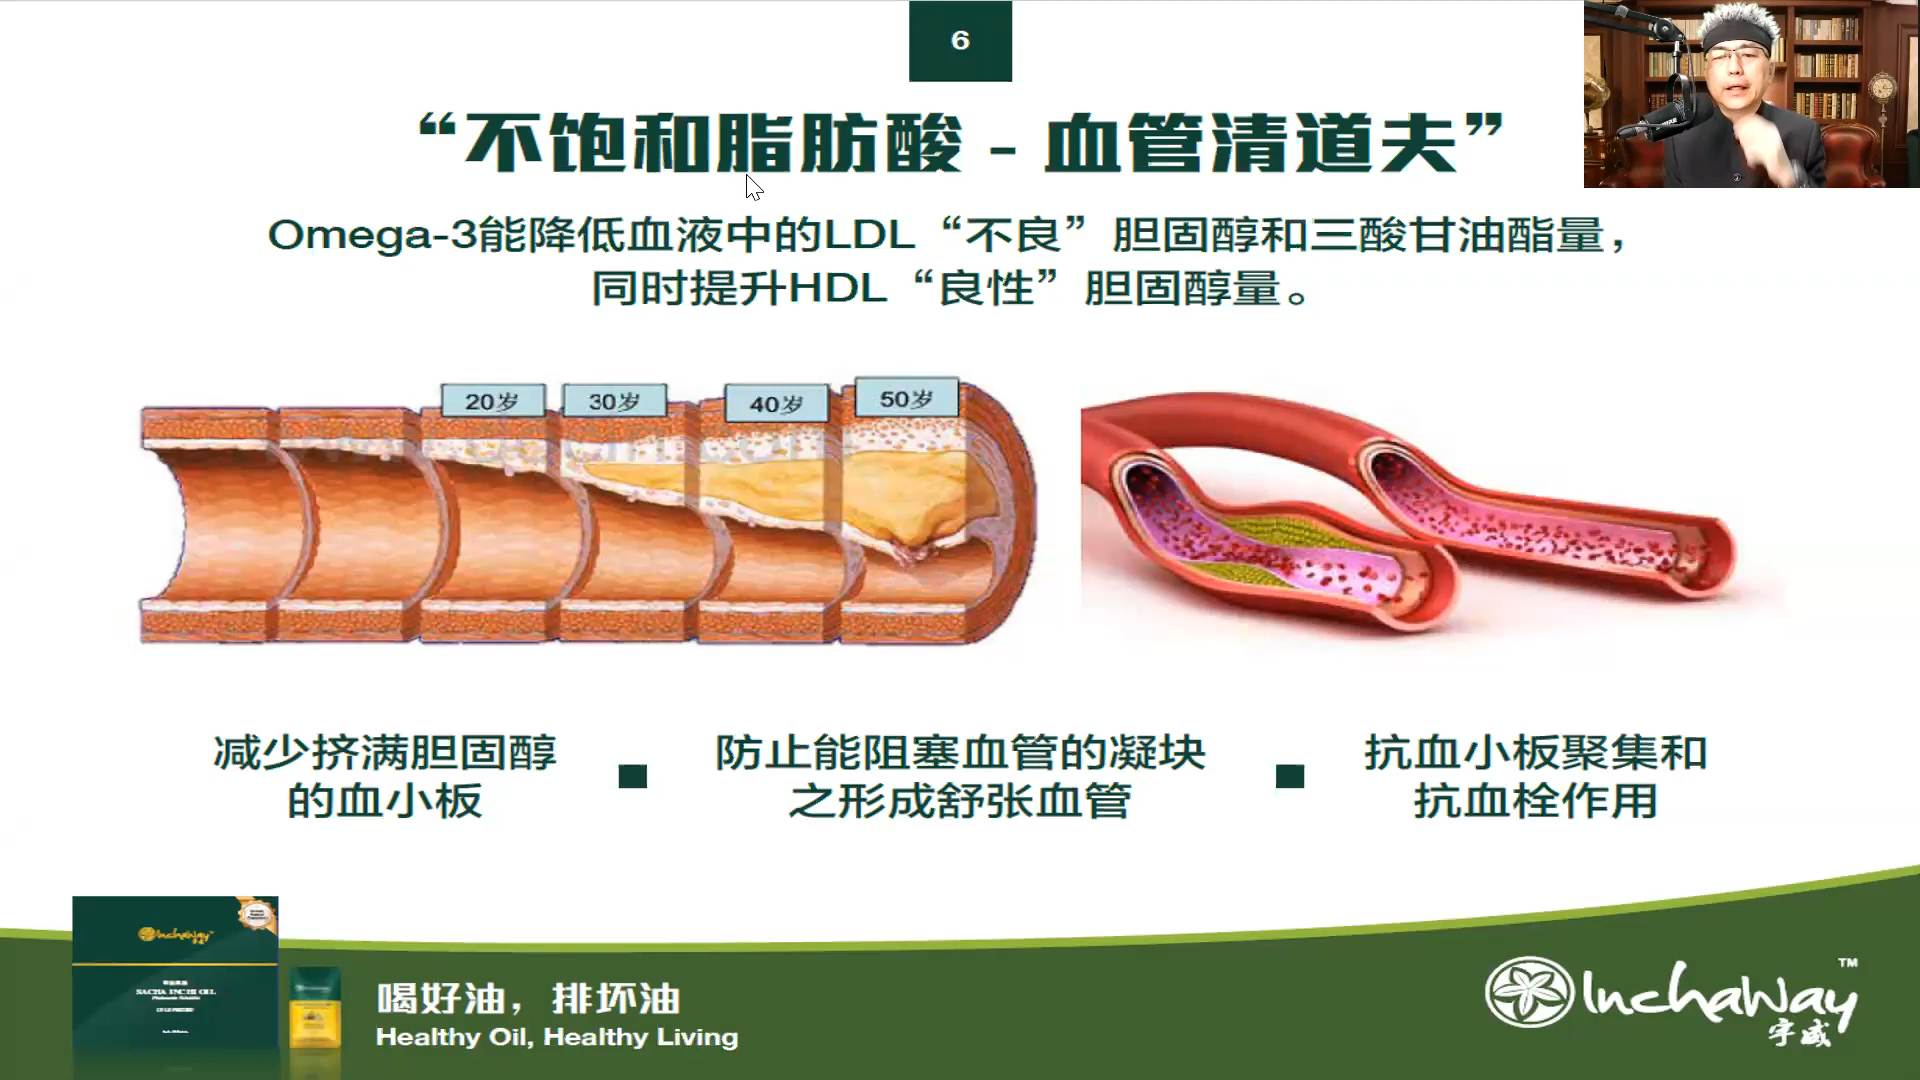 6
“不饱和脂肪酸 - 血管清道夫”
Omega-3能降低血液中的LDL“不良”胆固醇和三酸甘油酯量，
同时提升HDL“良性”胆固醇量。
20岁
30岁
40岁
50岁
减少挤满胆固醇
的血小板
防止能阻塞血管的凝块
之形成舒张血管
抗血小板聚集和
抗血栓作用
InchaWay
SACHA INCHI OIL
喝好油，排坏油
Healthy Oil, Healthy Living
InchaWay™
宇威